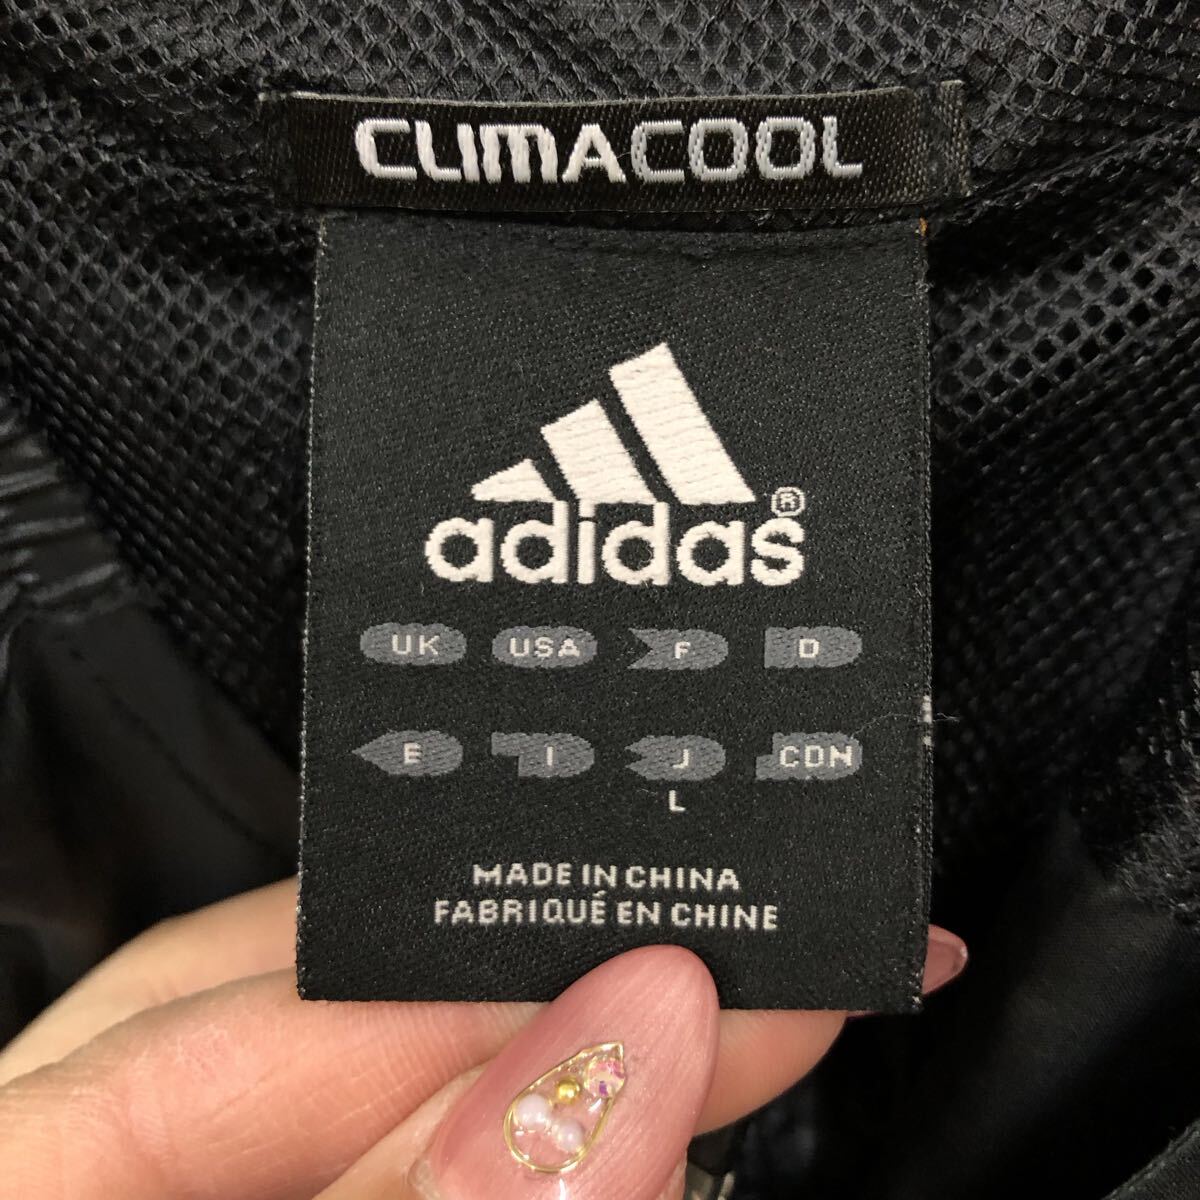 CLIMACOOL
adidas®
UK USA F D
E I J CDN
L
MADE IN CHINA
FABRIQUÉ EN CHINE